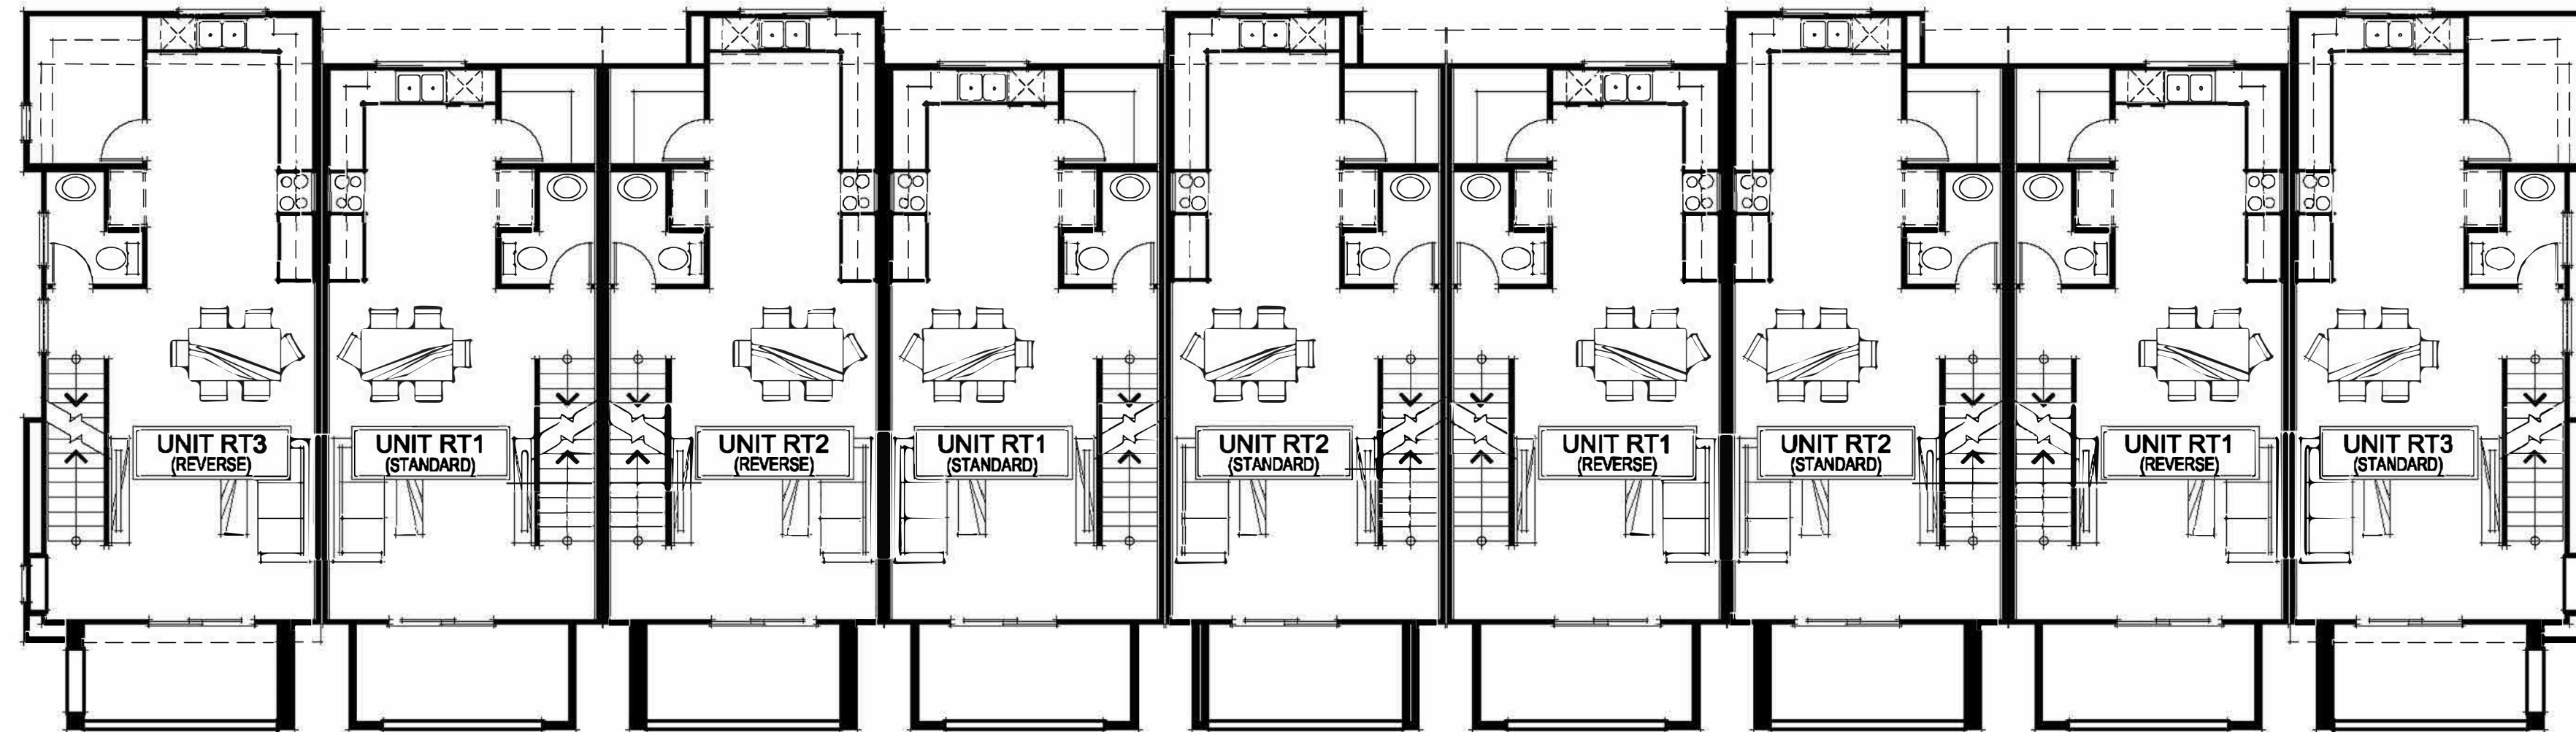 UNIT RT3
(REVERSE)
UNIT RT1
(STANDARD)
UNIT RT2
(REVERSE)
UNIT RT1
(STANDARD)
UNIT RT2
(STANDARD)
UNIT RT1
(REVERSE)
UNIT RT2
(STANDARD)
UNIT RT1
(REVERSE)
UNIT RT3
(STANDARD)